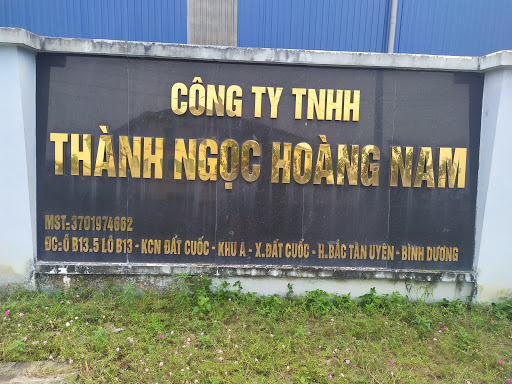 CÔNG TY TNHH
THÀNH NGỌC HOÀNG NAM
MST: 3701974662
ĐC: Ô B13.5 LÔ B13 - KCN ĐẤT CUỐC - KHU A - X.ĐẤT CUỐC - H.BẮC TÂN UYÊN - BÌNH DƯƠNG